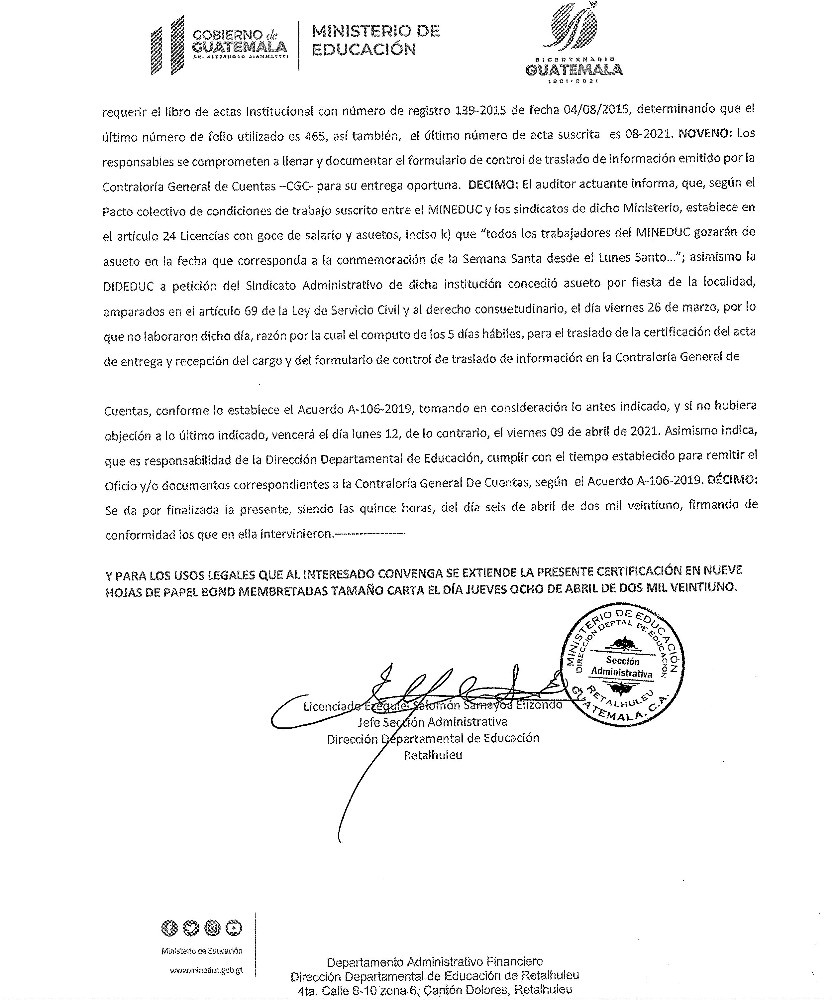 GOBIERNO de
GUATEMALA
DR. ALEJANDRO GIAMMATTEI
MINISTERIO DE
EDUCACIÓN
BICENTENARIO
GUATEMALA
1821-2021
requerir el libro de actas Institucional con número de registro 139-2015 de fecha 04/08/2015, determinando que el
último número de folio utilizado es 465, así también, el último número de acta suscrita es 08-2021. NOVENO: Los
responsables se comprometen a llenar y documentar el formulario de control de traslado de información emitido por la
Contraloría General de Cuentas –CGC- para su entrega oportuna. DECIMO: El auditor actuante informa, que, según el
Pacto colectivo de condiciones de trabajo suscrito entre el MINEDUC y los sindicatos de dicho Ministerio, establece en
el artículo 24 Licencias con goce de salario y asuetos, inciso k) que “todos los trabajadores del MINEDUC gozarán de
asueto en la fecha que corresponda a la conmemoración de la Semana Santa desde el Lunes Santo...”; asimismo la
DIDEDUC a petición del Sindicato Administrativo de dicha institución concedió asueto por fiesta de la localidad,
amparados en el artículo 69 de la Ley de Servicio Civil y al derecho consuetudinario, el día viernes 26 de marzo, por lo
que no laboraron dicho día, razón por la cual el computo de los 5 días hábiles, para el traslado de la certificación del acta
de entrega y recepción del cargo y del formulario de control de traslado de información en la Contraloría General de
Cuentas, conforme lo establece el Acuerdo A-106-2019, tomando en consideración lo antes indicado, y si no hubiera
objeción a lo último indicado, vencerá el día lunes 12, de lo contrario, el viernes 09 de abril de 2021. Asimismo indica,
que es responsabilidad de la Dirección Departamental de Educación, cumplir con el tiempo establecido para remitir el
Oficio y/o documentos correspondientes a la Contraloría General De Cuentas, según el Acuerdo A-106-2019. DÉCIMO:
Se da por finalizada la presente, siendo las quince horas, del día seis de abril de dos mil veintiuno, firmando de
conformidad los que en ella intervinieron.------------------
Y PARA LOS USOS LEGALES QUE AL INTERESADO CONVENGA SE EXTIENDE LA PRESENTE CERTIFICACIÓN EN NUEVE
HOJAS DE PAPEL BOND MEMBRETADAS TAMAÑO CARTA EL DÍA JUEVES OCHO DE ABRIL DE DOS MIL VEINTIUNO.
MINISTERIO DE EDUCACIÓN
DIRECCION DEPTAL DE EDUCACION
Sección
Administrativa
RETALHULEU
GUATEMALA. C.A.
Licenciado Ezequiel Salomón Samayoa Elizondo
Jefe Sección Administrativa
Dirección Departamental de Educación
Retalhuleu
Ministerio de Educación
www.mineduc.gob.gt
Departamento Administrativo Financiero
Dirección Departamental de Educación de Retalhuleu
4ta. Calle 6-10 zona 6, Cantón Dolores, Retalhuleu